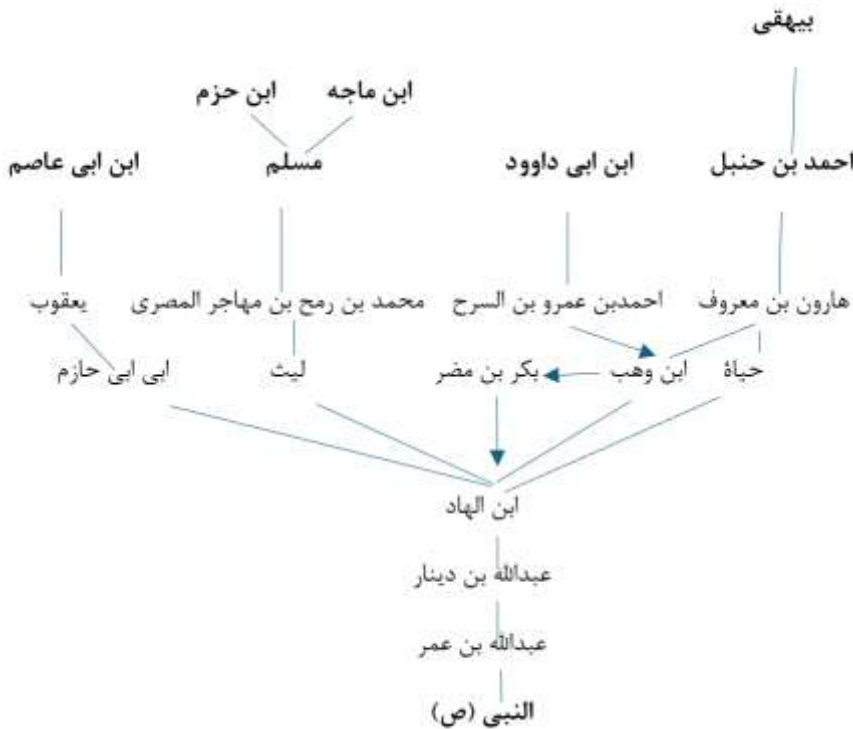 بیهقی
ابن ماجه ابن حزم
احمد بن حنبل ابن ابی داوود مسلم ابن ابی عاصم
هارون بن معروف احمدبن عمرو بن السرح محمد بن رمح بن مهاجر المصری یعقوب
حیاة ابن وهب بکر بن مضر لیث ابی ابی حازم
ابن الهاد
عبدالله بن دینار
عبدالله بن عمر
النبی (ص)